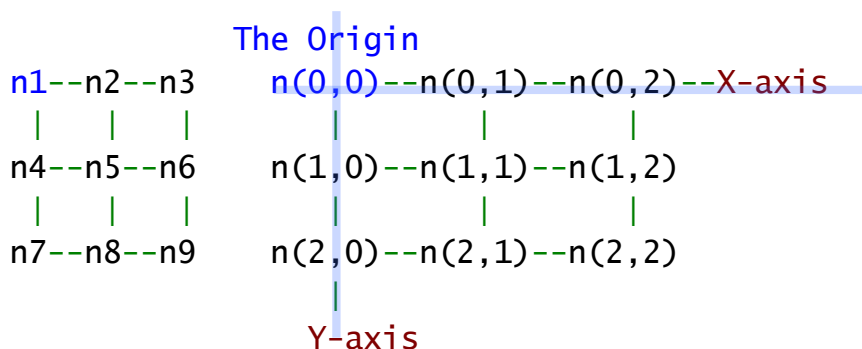 The Origin
n1--n2--n3 n(0,0)--n(0,1)--n(0,2)--X-axis
| | | | | |
n4--n5--n6 n(1,0)--n(1,1)--n(1,2)
| | | | | |
n7--n8--n9 n(2,0)--n(2,1)--n(2,2)
|
Y-axis